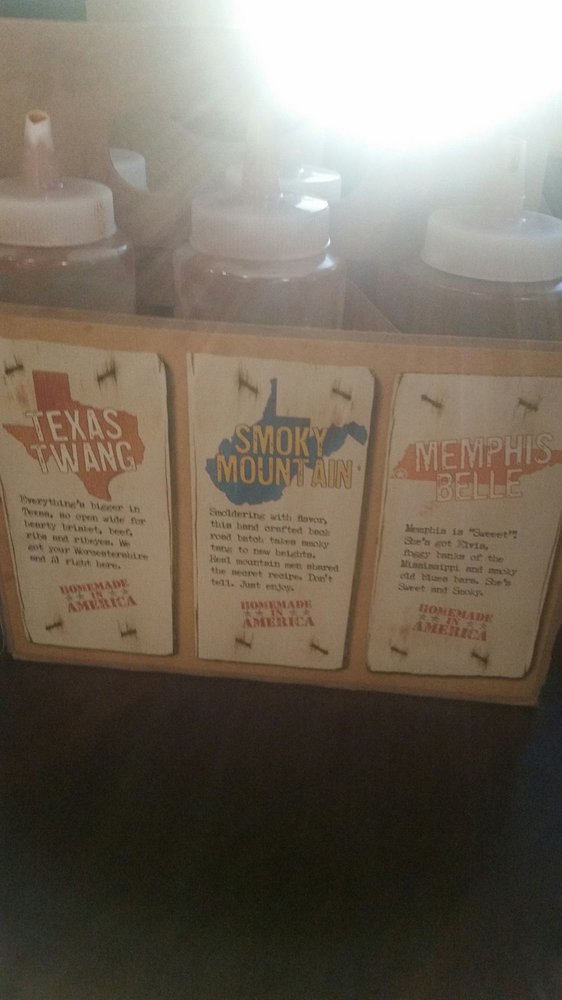 TEXAS
TWANG
Everything's bigger in
Texas, so open wide for
hearty brisket, beef,
ribs and ribeyes. We
got your Worcestershire
and A1 right here.
HOMEMADE
IN
AMERICA
SMOKY
MOUNTAIN
Smoldering with flavor,
this hand crafted back
road batch takes smoky
tang to new heights.
Real mountain men shared
the secret recipe. Don't
tell. Just enjoy.
HOMEMADE
IN
AMERICA
MEMPHIS
BELLE
Memphis is "Sweeet"!
She's got Elvis,
foggy banks of the
Mississippi and smoky
old blues bars. She's
Sweet and Smoky.
HOMEMADE
IN
AMERICA